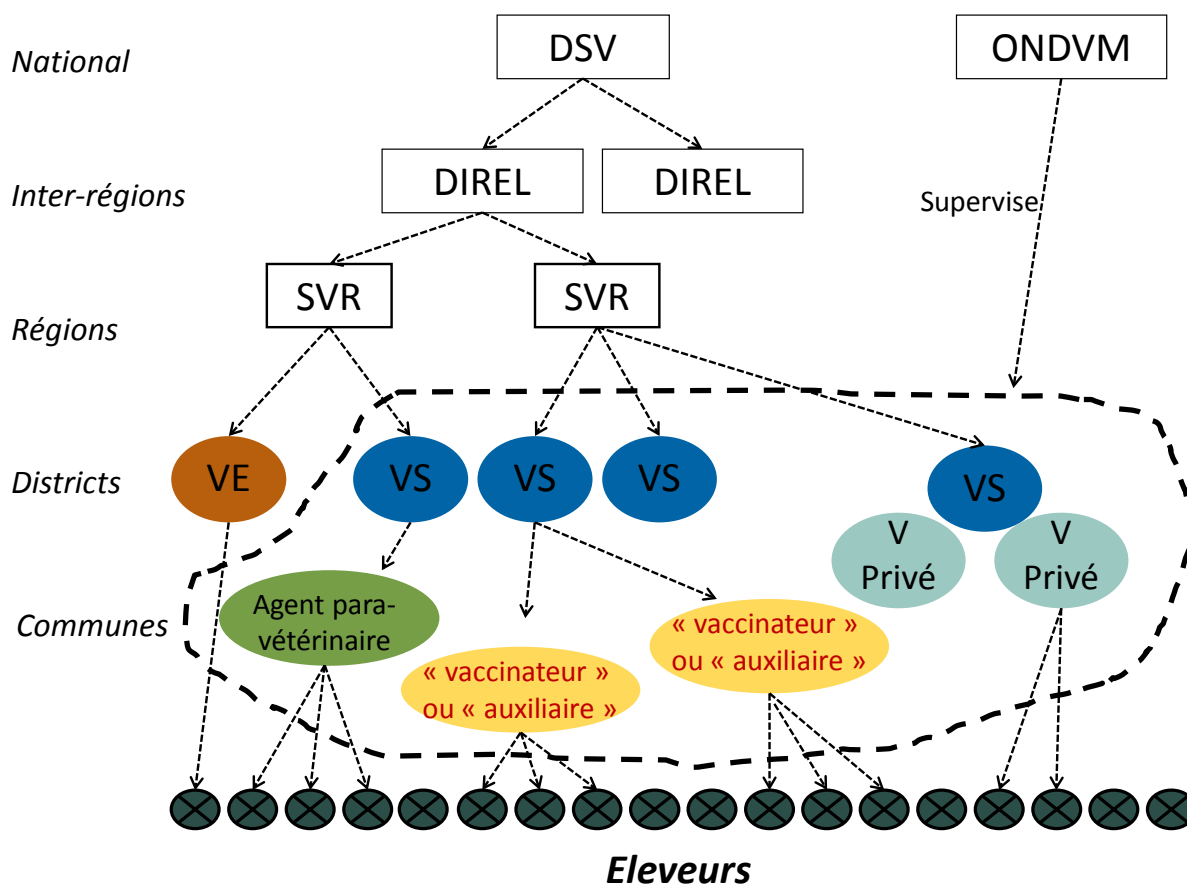 National
DSV
ONDVM
Inter-régions
DIREL
DIREL
Supervise
Régions
SVR
SVR
Districts
VE
VS
VS
VS
VS
V
Privé
V
Privé
Communes
Agent para-
vétérinaire
« vaccinateur »
ou « auxiliaire »
« vaccinateur »
ou « auxiliaire »
Eleveurs